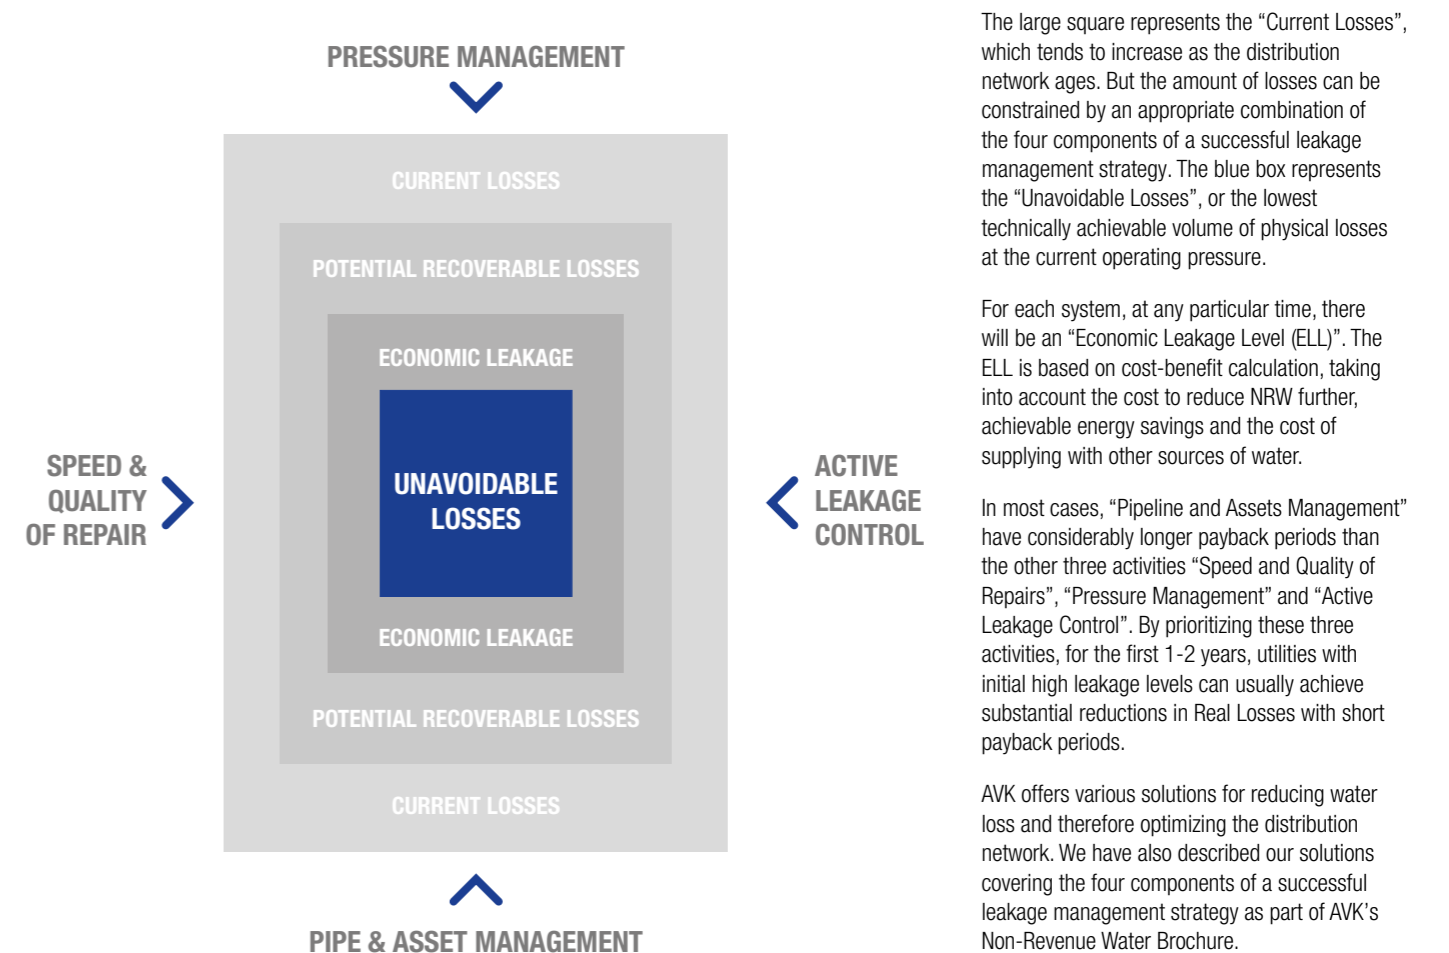 PRESSURE MANAGEMENT
CURRENT LOSSES
POTENTIAL RECOVERABLE LOSSES
ECONOMIC LEAKAGE
SPEED &
QUALITY
OF REPAIR
UNAVOIDABLE
LOSSES
ACTIVE
LEAKAGE
CONTROL
ECONOMIC LEAKAGE
POTENTIAL RECOVERABLE LOSSES
CURRENT LOSSES
PIPE & ASSET MANAGEMENT
The large square represents the “Current Losses”,
which tends to increase as the distribution
network ages. But the amount of losses can be
constrained by an appropriate combination of
the four components of a successful leakage
management strategy. The blue box represents
the “Unavoidable Losses”, or the lowest
technically achievable volume of physical losses
at the current operating pressure.
For each system, at any particular time, there
will be an “Economic Leakage Level (ELL)”. The
ELL is based on cost-benefit calculation, taking
into account the cost to reduce NRW further,
achievable energy savings and the cost of
supplying with other sources of water.
In most cases, “Pipeline and Assets Management”
have considerably longer payback periods than
the other three activities “Speed and Quality of
Repairs”, “Pressure Management” and “Active
Leakage Control”. By prioritizing these three
activities, for the first 1-2 years, utilities with
initial high leakage levels can usually achieve
substantial reductions in Real Losses with short
payback periods.
AVK offers various solutions for reducing water
loss and therefore optimizing the distribution
network. We have also described our solutions
covering the four components of a successful
leakage management strategy as part of AVK’s
Non-Revenue Water Brochure.